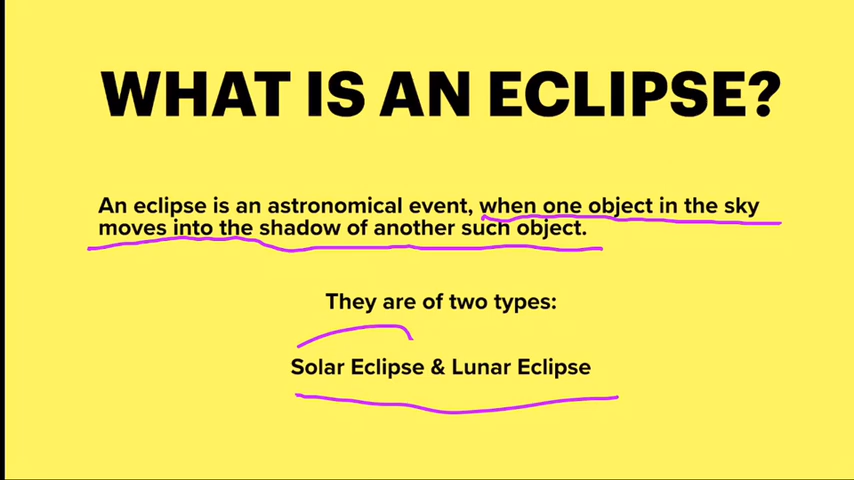 WHAT IS AN ECLIPSE?
An eclipse is an astronomical event, when one object in the sky
moves into the shadow of another such object.
They are of two types:
Solar Eclipse & Lunar Eclipse